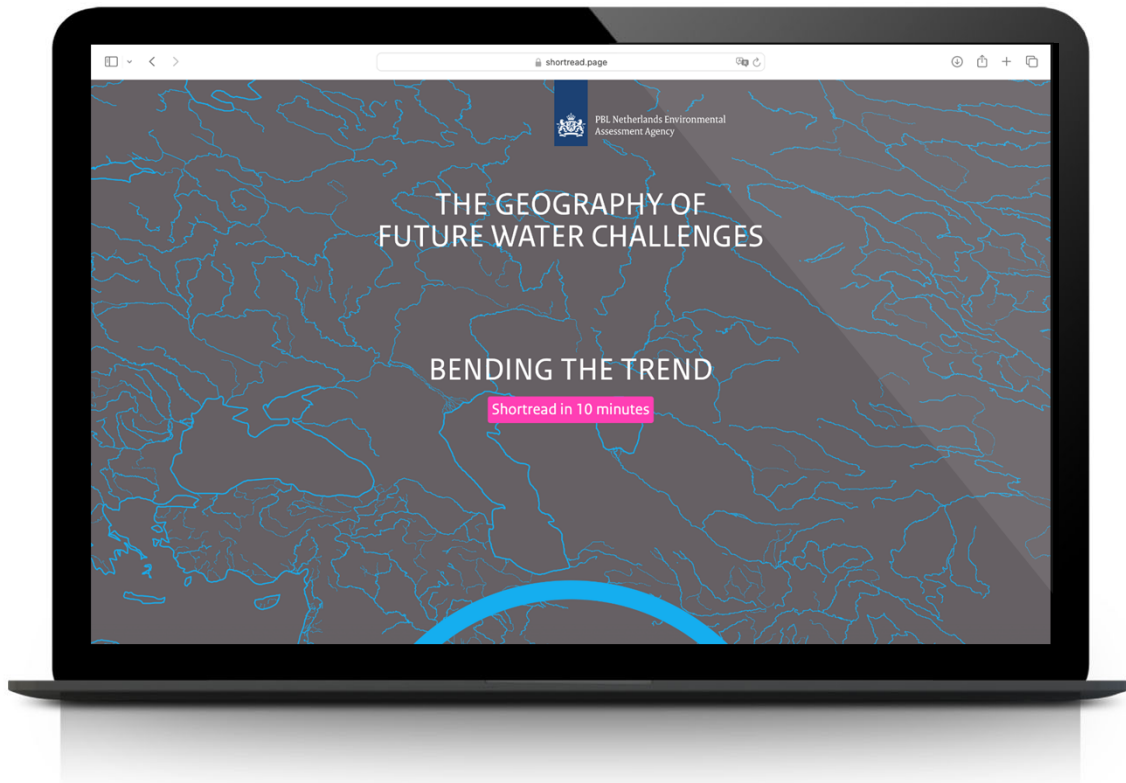 shortread.page
PBL Netherlands Environmental
Assessment Agency
THE GEOGRAPHY OF
FUTURE WATER CHALLENGES
BENDING THE TREND
Shortread in 10 minutes